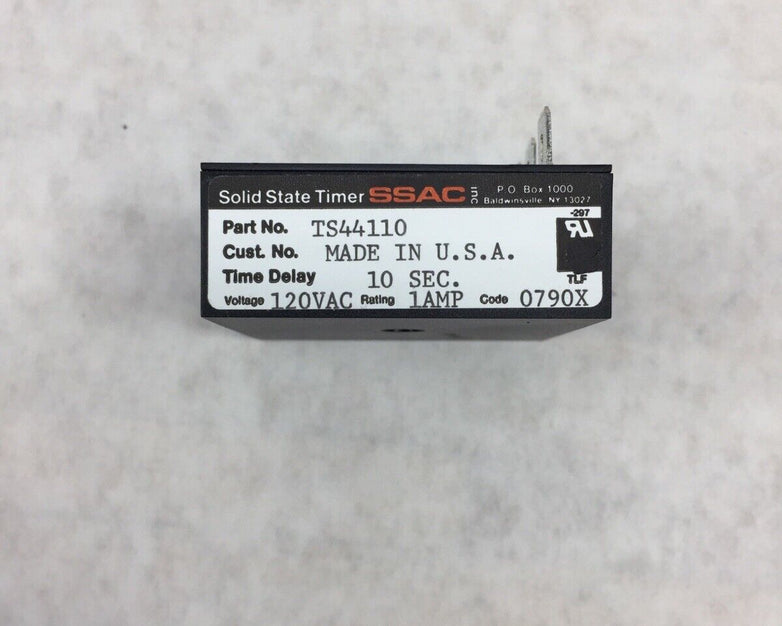 Solid State Timer SSAC inc P.O. Box 1000
Baldwinsville NY 13027
-297
RU
Part No. TS44110
Cust. No. MADE IN U.S.A.
Time Delay 10 SEC.
TLF
Voltage 120VAC Rating 1AMP Code 0790X